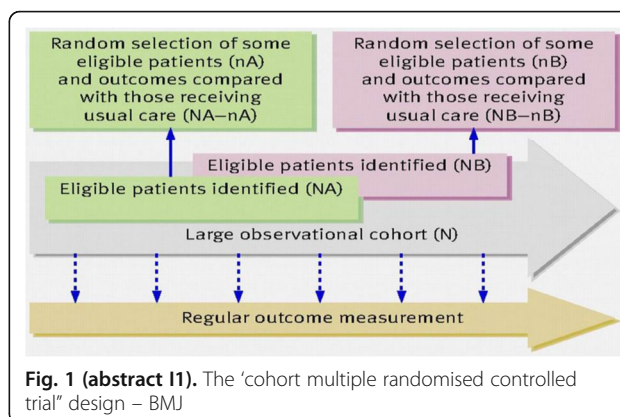 Random selection of some
eligible patients (nA)
and outcomes compared
with those receiving
usual care (NA–nA)
Random selection of some
eligible patients (nB)
and outcomes compared
with those receiving
usual care (NB–nB)
Eligible patients identified (NB)
Eligible patients identified (NA)
Large observational cohort (N)
Regular outcome measurement
Fig. 1 (abstract I1). The ‘cohort multiple randomised controlled
trial” design – BMJ